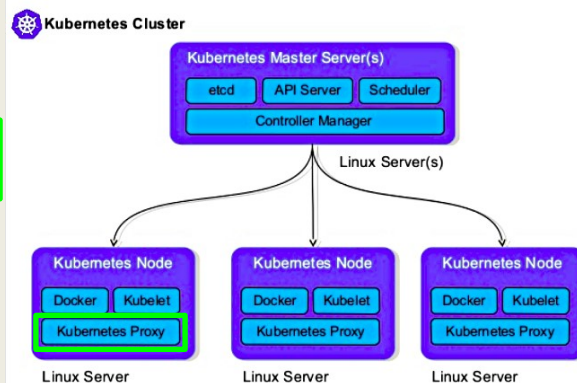 Kubernetes Cluster
Kubernetes Master Server(s)
etcd API Server Scheduler
Controller Manager
Linux Server(s)
Kubernetes Node Kubernetes Node Kubernetes Node
Docker Kubelet Docker Kubelet Docker Kubelet
Kubernetes Proxy Kubernetes Proxy Kubernetes Proxy
Linux Server Linux Server Linux Server